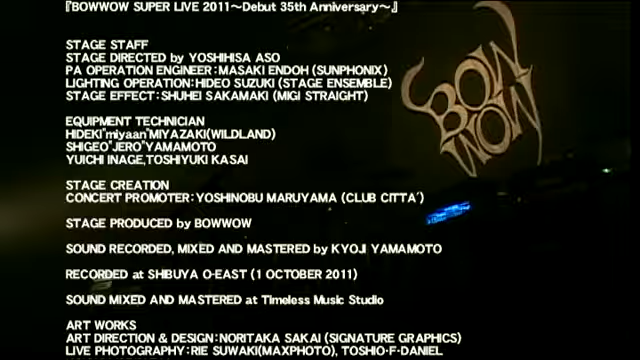 『BOWWOW SUPER LIVE 2011～Debut 35th Anniversary～』
STAGE STAFF
STAGE DIRECTED by YOSHIHISA ASO
PA OPERATION ENGINEER:MASAKI ENDOH (SUNPHONIX)
LIGHTING OPERATION:HIDEO SUZUKI (STAGE ENSEMBLE)
STAGE EFFECT:SHUHEI SAKAMAKI (MIGI STRAIGHT)
EQUIPMENT TECHNICIAN
HIDEKI"miyaan"MIYAZAKI(WILDLAND)
SHIGEO"JERO"YAMAMOTO
YUICHI INAGE,TOSHIYUKI KASAI
STAGE CREATION
CONCERT PROMOTER:YOSHINOBU MARUYAMA (CLUB CITTA´)
STAGE PRODUCED by BOWWOW
SOUND RECORDED, MIXED AND MASTERED by KYOJI YAMAMOTO
RECORDED at SHIBUYA O-EAST (1 OCTOBER 2011)
SOUND MIXED AND MASTERED at Timeless Music Studio
ART WORKS
ART DIRECTION & DESIGN:NORITAKA SAKAI (SIGNATURE GRAPHICS)
LIVE PHOTOGRAPHY:RIE SUWAKI(MAXPHOTO), TOSHIO·F·DANIEL
BOW
WOW